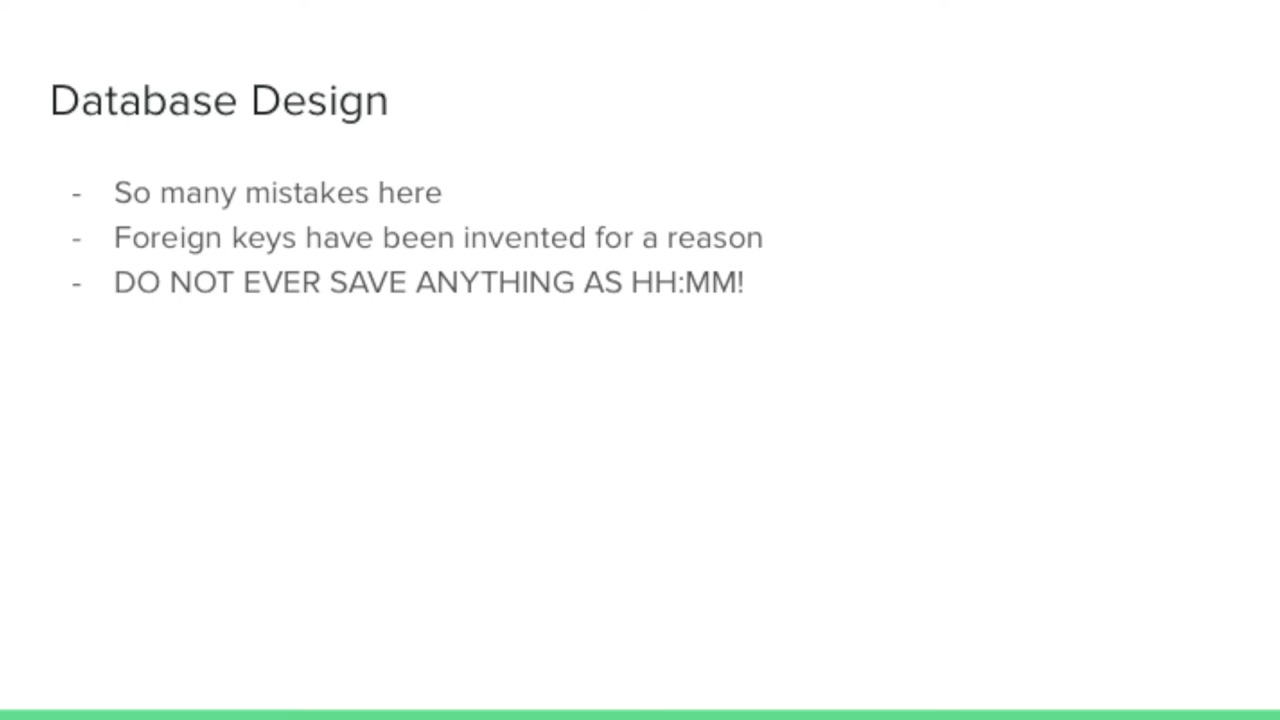 Database Design
- So many mistakes here
- Foreign keys have been invented for a reason
- DO NOT EVER SAVE ANYTHING AS HH:MM!